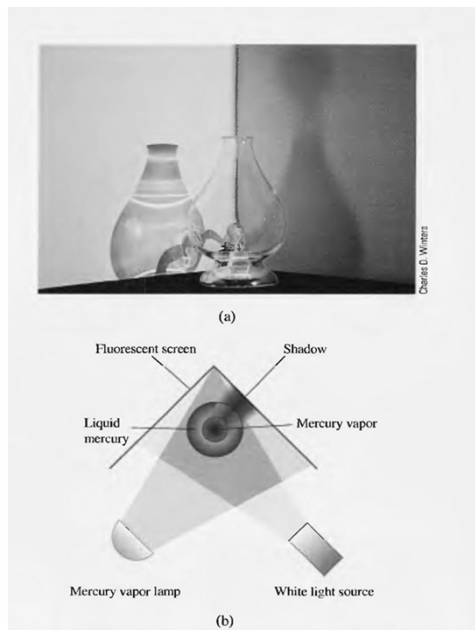 Charles D. Winters
(a)
Fluorescent screen
Shadow
Liquid
mercury
Mercury vapor
Mercury vapor lamp
White light source
(b)